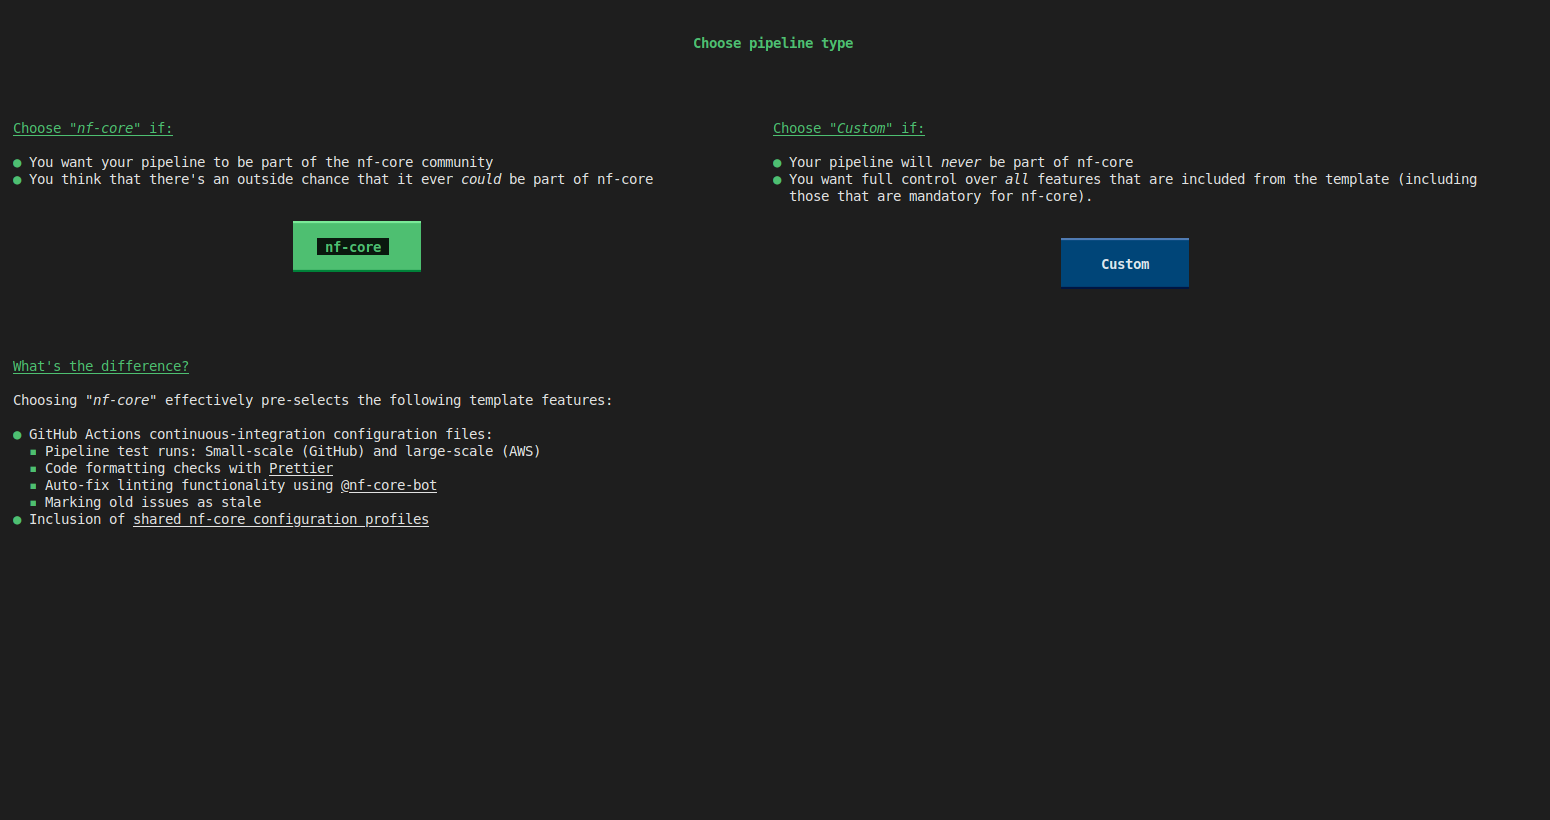 Choose pipeline type
Choose "nf-core" if:
● You want your pipeline to be part of the nf-core community
● You think that there's an outside chance that it ever could be part of nf-core
nf-core
Choose "Custom" if:
● Your pipeline will never be part of nf-core
● You want full control over all features that are included from the template (including
those that are mandatory for nf-core).
Custom
What's the difference?
Choosing "nf-core" effectively pre-selects the following template features:
● GitHub Actions continuous-integration configuration files:
▪ Pipeline test runs: Small-scale (GitHub) and large-scale (AWS)
▪ Code formatting checks with Prettier
▪ Auto-fix linting functionality using @nf-core-bot
▪ Marking old issues as stale
● Inclusion of shared nf-core configuration profiles